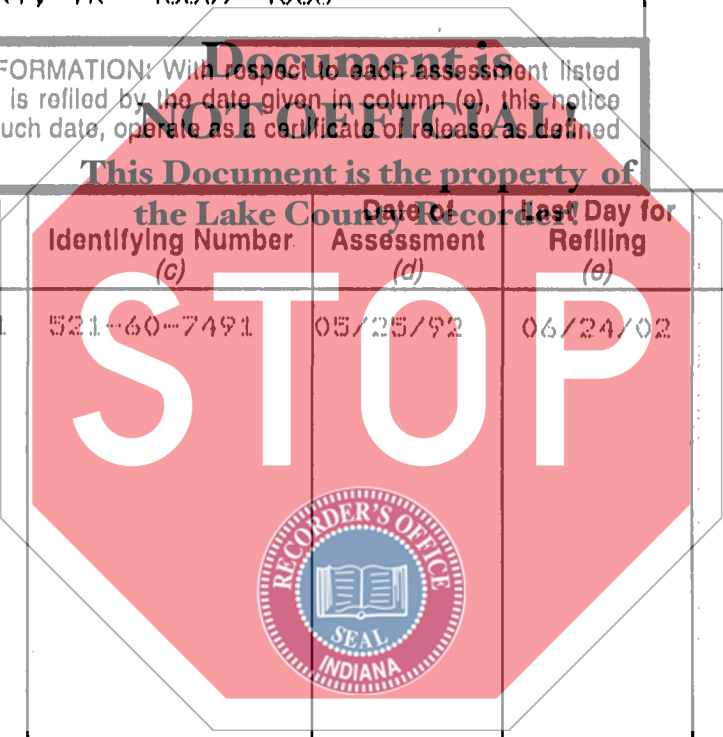 Document is
FORMATION: With respect to each assessment listed
is refiled by the date given in column (e), this notice
NOT OFFICIAL!
such date, operate as a certificate of release as defined
This Document is the property of
the Lake County Recorder!
Identifying Number
(c)
Date of
Assessment
(d)
Last Day for
Refiling
(e)
521-60-7491 05/25/92 06/24/02
STOP
RECORDER'S OFFICE
SEAL
INDIANA